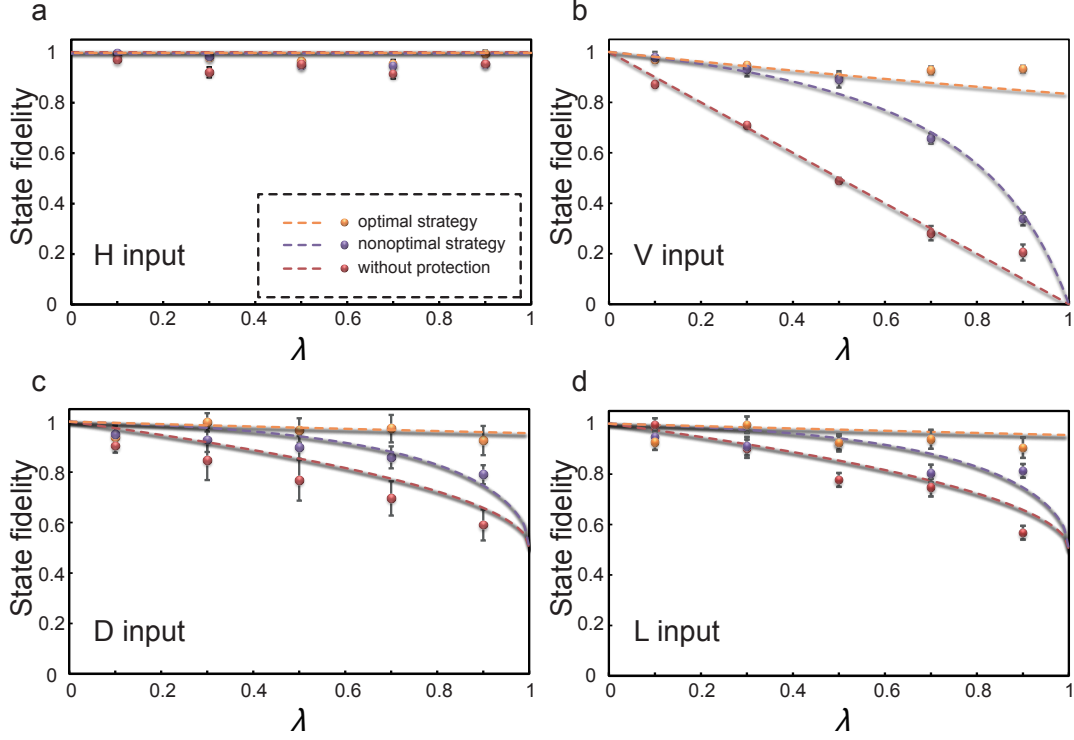 a
State fidelity
1
0.8
0.6
0.4
0.2
0
H input
optimal strategy
nonoptimal strategy
without protection
0 0.2 0.4 0.6 0.8 1
λ
b
State fidelity
1
0.8
0.6
0.4
0.2
0
V input
0 0.2 0.4 0.6 0.8 1
λ
c
State fidelity
1
0.8
0.6
0.4
0.2
0
D input
0 0.2 0.4 0.6 0.8 1
λ
d
State fidelity
1
0.8
0.6
0.4
0.2
0
L input
0 0.2 0.4 0.6 0.8 1
λ